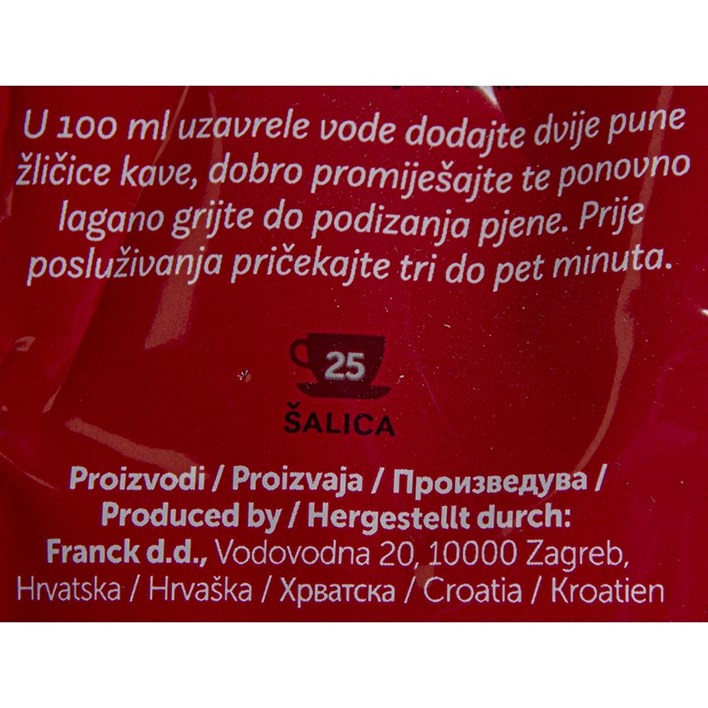 U 100 ml uzavrele vode dodajte dvije pune
žličice kave, dobro promiješajte te ponovno
lagano grijte do podizanja pjene. Prije
posluživanja pričekajte tri do pet minuta.
25
ŠALICA
Proizvodi / Proizvaja / Произведува /
Produced by / Hergestellt durch:
Franck d.d., Vodovodna 20, 10000 Zagreb,
Hrvatska / Hrvaška / Хрватска / Croatia / Kroatien